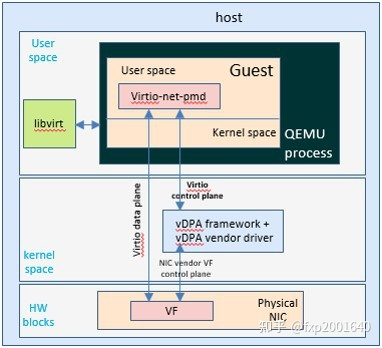 host
User
space
User space
Guest
Virtio-net-pmd
Kernel space
QEMU
process
libvirt
Virtio data plane
Virtio
control plane
vDPA framework +
vDPA vendor driver
kernel
space
NIC vendor VF
control plane
HW
blocks
VF
Physical
NIC
知乎 @fxp2001640